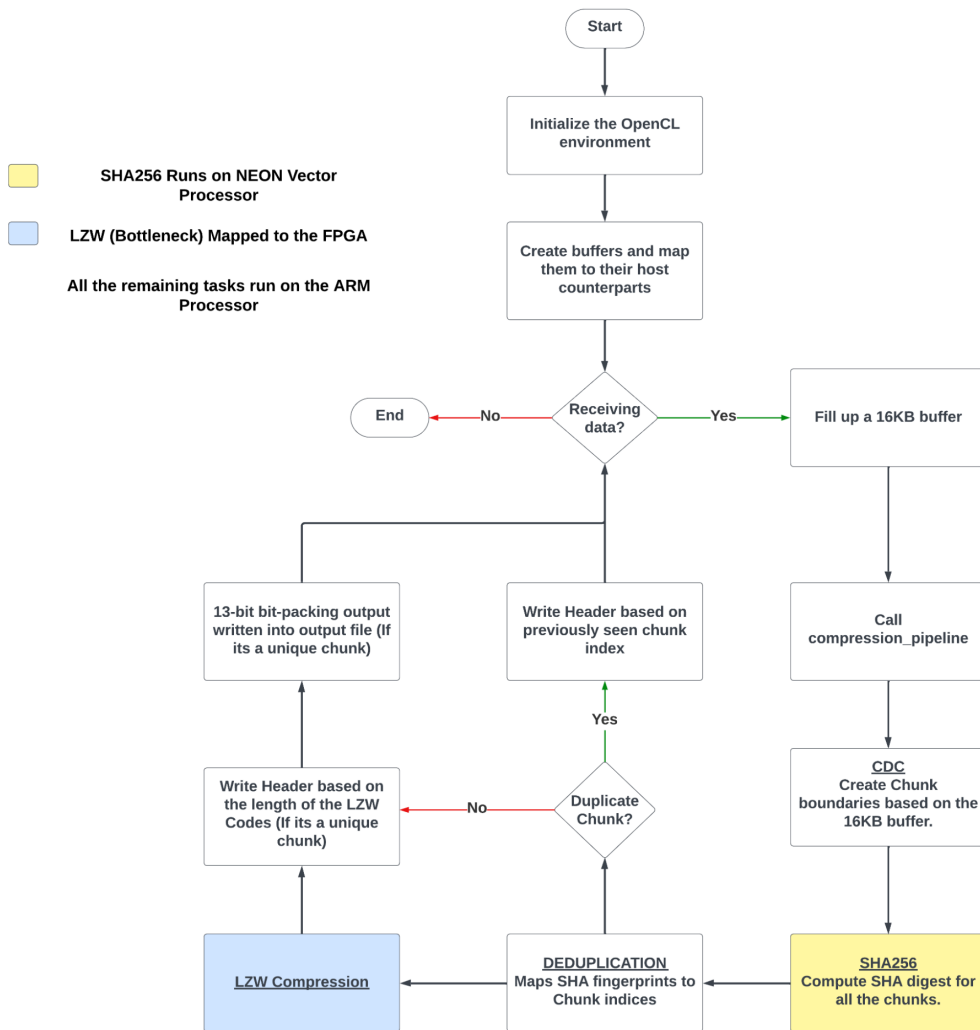 Start
Initialize the OpenCL
environment
SHA256 Runs on NEON Vector
Processor
LZW (Bottleneck) Mapped to the FPGA
All the remaining tasks run on the ARM
Processor
Create buffers and map
them to their host
counterparts
End
No
Receiving
data?
Yes
Fill up a 16KB buffer
13-bit bit-packing output
written into output file (If
its a unique chunk)
Write Header based on
previously seen chunk
index
Call
compression_pipeline
Yes
Write Header based on
the length of the LZW
Codes (If its a unique
chunk)
No
Duplicate
Chunk?
CDC
Create Chunk
boundaries based on the
16KB buffer.
LZW Compression
DEDUPLICATION
Maps SHA fingerprints to
Chunk indices
SHA256
Compute SHA digest for
all the chunks.